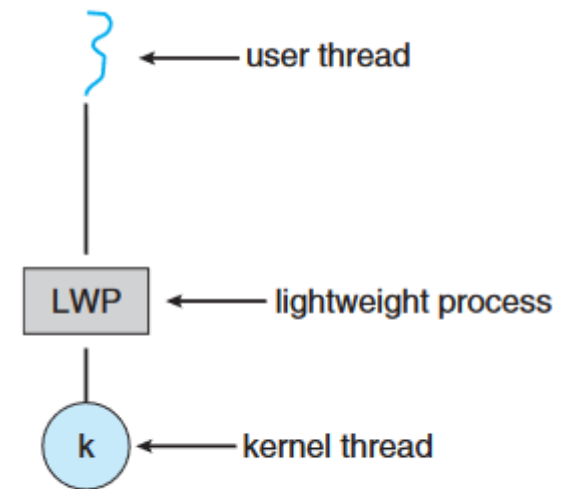 user thread
LWP
lightweight process
k
kernel thread